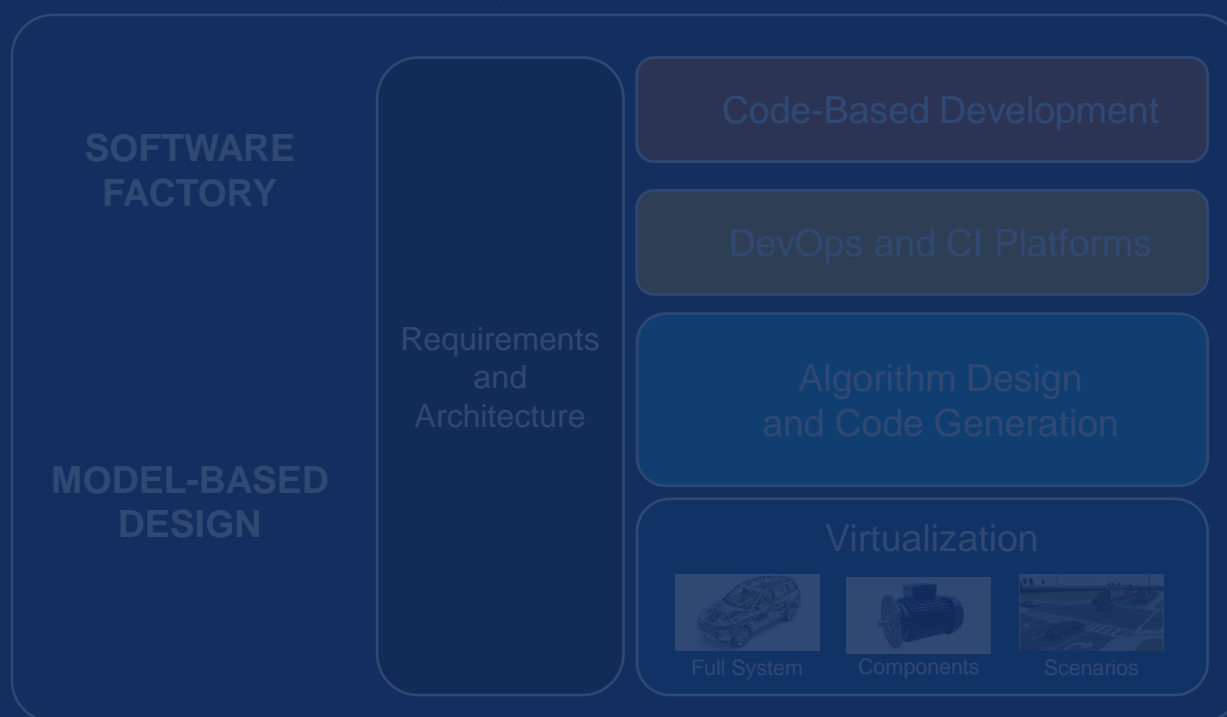 SOFTWARE
FACTORY
MODEL-BASED
DESIGN
Requirements
and
Architecture
Code-Based Development
DevOps and CI Platforms
Algorithm Design
and Code Generation
Virtualization
Full System
Components
Scenarios